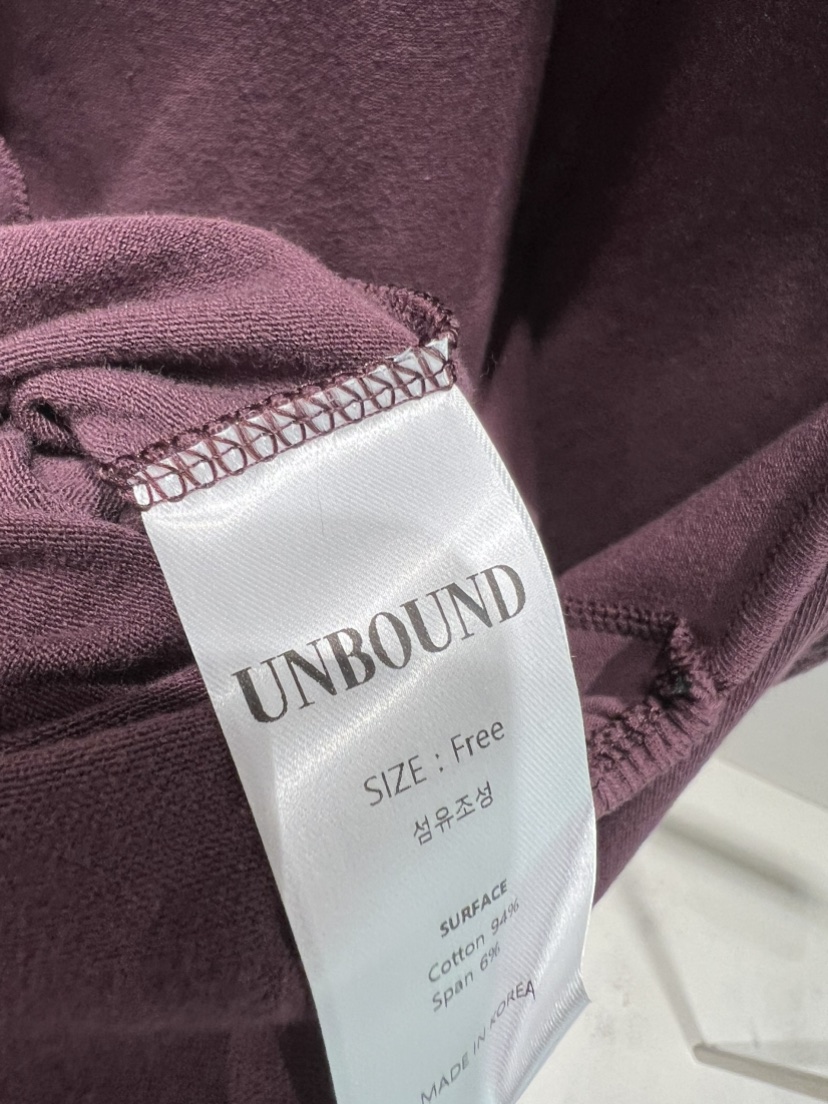 UNBOUND
SIZE : Free
섬유조성
SURFACE
Cotton 94%
Span 6%
MADE IN KOREA